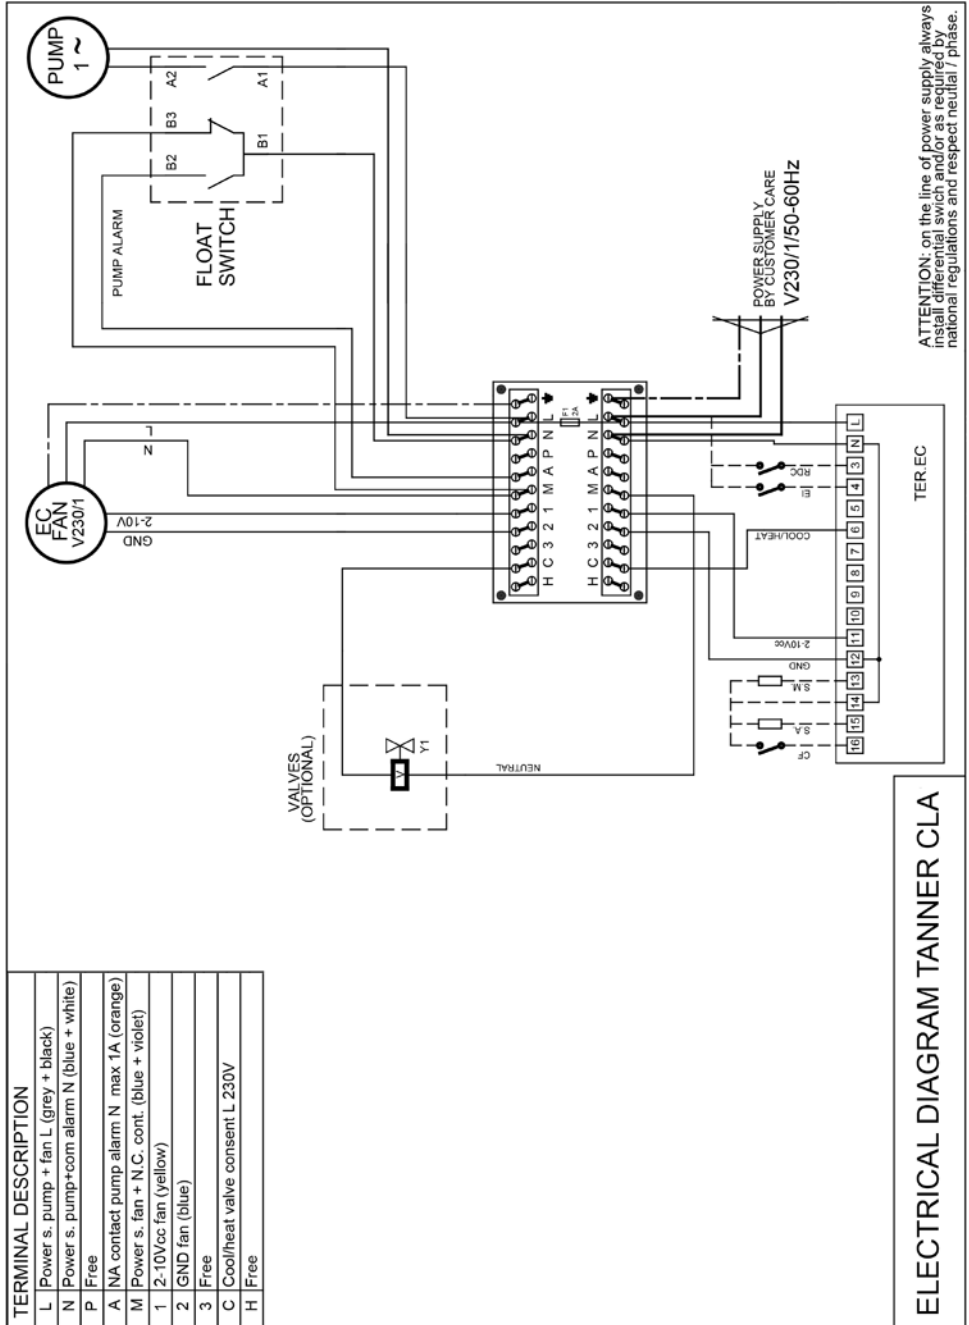 TERMINAL DESCRIPTION
L Power s. pump + fan L (grey + black)
N Power s. pump+com alarm N (blue + white)
P Free
A NA contact pump alarm N max 1A (orange)
M Power s. fan + N.C. cont. (blue + violet)
1 2-10Vcc fan (yellow)
2 GND fan (blue)
3 Free
C Cool/heat valve consent L 230V
H Free
PUMP
1 ~
A2
A1
B3
B1
B2
PUMP ALARM
FLOAT
SWITCH
EC
FAN
V230/1
L
N
2-10V
GND
H C 3 2 1 M A P N L
F1
2A
H C 3 2 1 M A P N L
POWER SUPPLY
BY CUSTOMER CARE
V230/1/50-60Hz
VALVES
(OPTIONAL)
V
Y1
NEUTRAL
RDC
EI
COOL/HEAT
2-10Vcc
GND
S.M.
S.A.
CF
16 15 14 13 12 11 10 9 8 7 6 5 4 3 N L
TER.EC
ATTENTION: on the line of power supply always
install differential swich and/or as required by
national regulations and respect neutial / phase.
ELECTRICAL DIAGRAM TANNER CLA